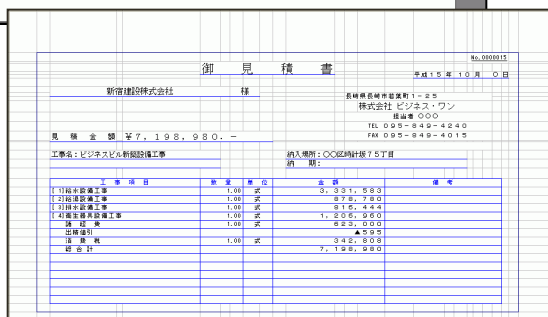 No.0000015
御見積書
平成15年10月 0日
新宿建設株式会社 様
長崎県長崎市若葉町1-25
株式会社 ビジネス・ワン
担当者 〇〇〇
TEL 095-849-4240
FAX 095-849-4015
見積金額 ¥7,198,980.-
工事名:ビジネスビル新築設備工事
納入場所:〇〇区時計坂75丁目
納 期:
工事項目 数量 単位 金額 備考
[ 1]給水設備工事 1.00 式 3,331,583
[ 2]給湯設備工事 1.00 式 878,780
[ 3]排水設備工事 1.00 式 816,444
[ 4]衛生器具設備工事 1.00 式 1,206,960
諸経費 1.00 式 623,000
出精値引 ▲595
消費税 1.00 式 342,808
総合計 7,198,980